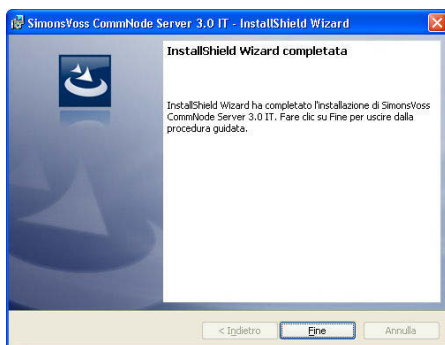 SimonsVoss CommNode Server 3.0 IT - InstallShield Wizard
InstallShield Wizard completata
InstallShield Wizard ha completato l'installazione di SimonsVoss
CommNode Server 3.0 IT. Fare clic su Fine per uscire dalla
procedura guidata.
< Indietro Fine Annulla